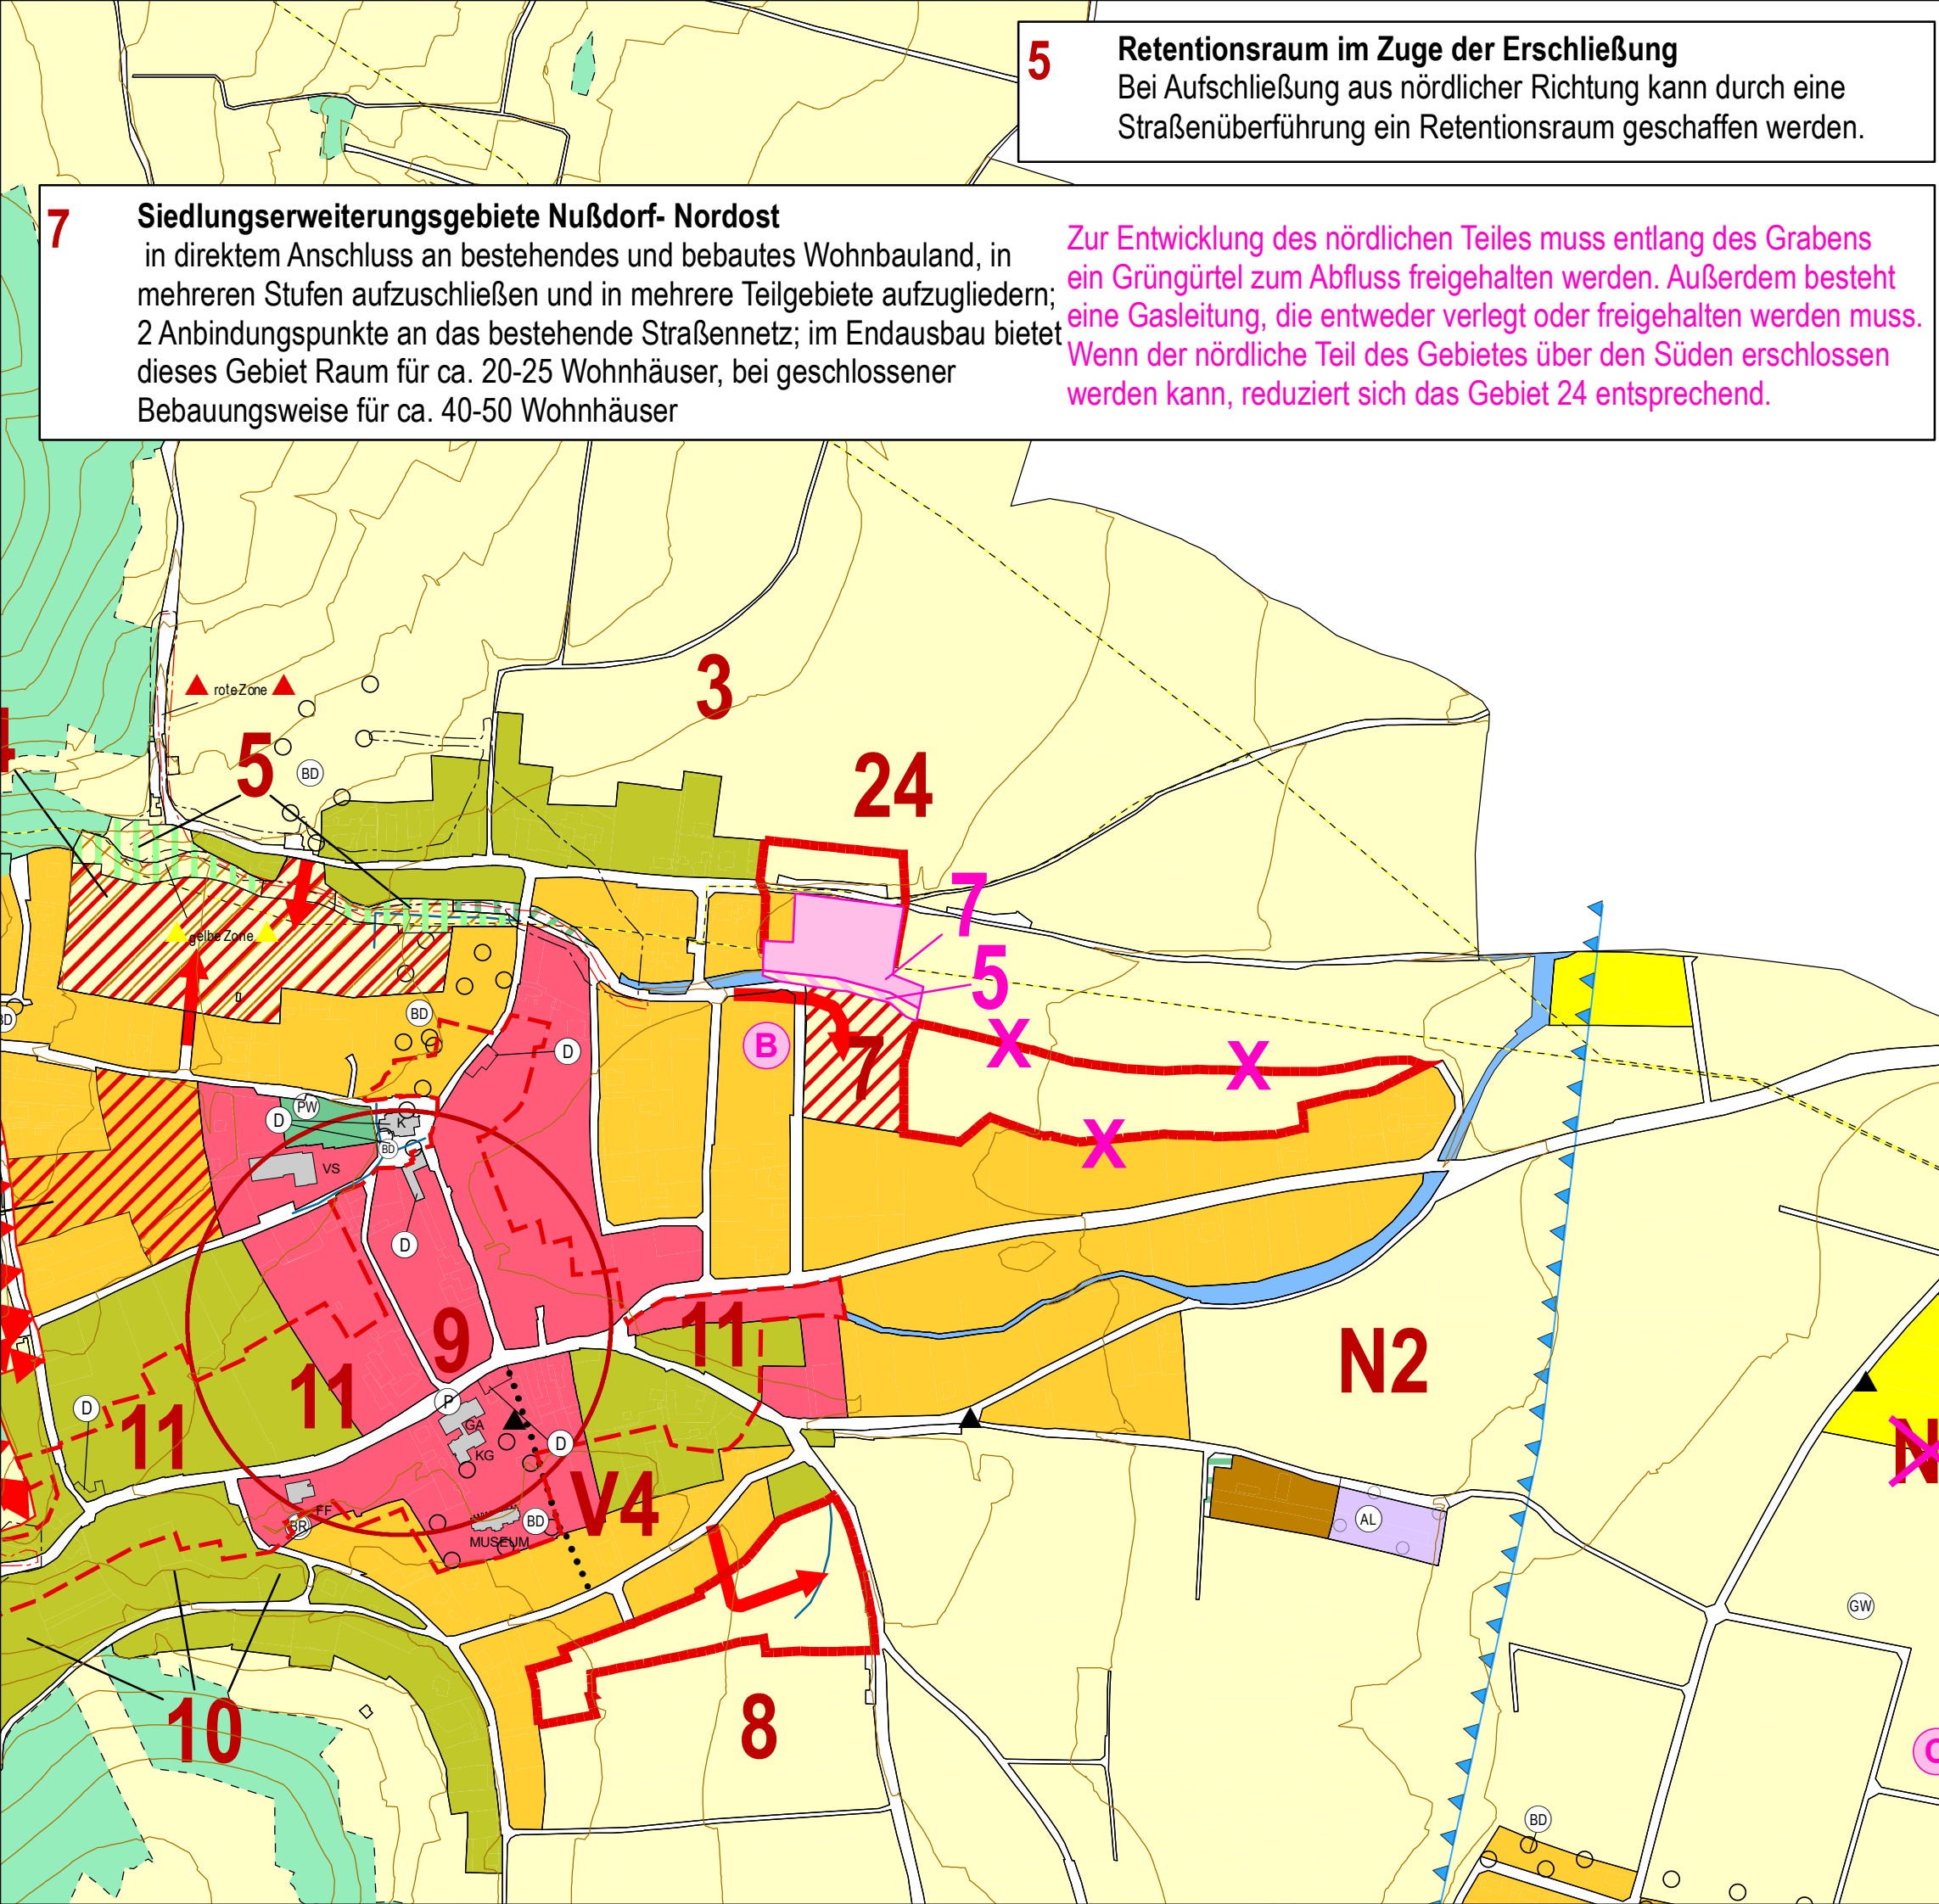 5
Retentionsraum im Zuge der Erschließung
Bei Aufschließung aus nördlicher Richtung kann durch eine
Straßenüberführung ein Retentionsraum geschaffen werden.
7
Siedlungserweiterungsgebiete Nußdorf- Nordost
in direktem Anschluss an bestehendes und bebautes Wohnbauland, in
mehreren Stufen aufzuschließen und in mehrere Teilgebiete aufzugliedern;
2 Anbindungspunkte an das bestehende Straßennetz; im Endausbau bietet
dieses Gebiet Raum für ca. 20-25 Wohnhäuser, bei geschlossener
Bebauungsweise für ca. 40-50 Wohnhäuser
Zur Entwicklung des nördlichen Teiles muss entlang des Grabens
ein Grüngürtel zum Abfluss freigehalten werden. Außerdem besteht
eine Gasleitung, die entweder verlegt oder freigehalten werden muss.
Wenn der nördliche Teil des Gebietes über den Süden erschlossen
werden kann, reduziert sich das Gebiet 24 entsprechend.
3
rote Zone
5
BD
24
7
5
gelbe Zone
BD
BD
X
X
B
7
D
PW
D
K
BD
VS
X
D
9
11
11
11
N2
D
P
GA
KG
D
V4
FF
BR
BD
MUSEUM
AL
N
GW
10
8
BD